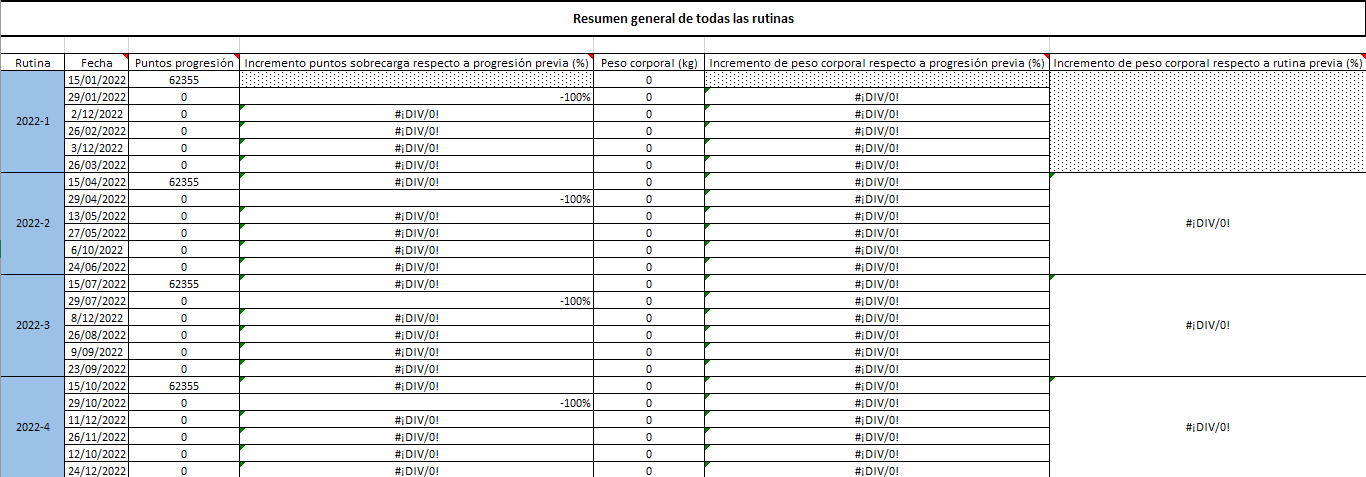 Resumen general de todas las rutinas
Rutina Fecha Puntos progresión Incremento puntos sobrecarga respecto a progresión previa (%) Peso corporal (kg) Incremento de peso corporal respecto a progresión previa (%) Incremento de peso corporal respecto a rutina previa (%)
15/01/2022 62355 0
29/01/2022 0 -100% 0 #¡DIV/0!
2/12/2022 0 #¡DIV/0! 0 #¡DIV/0!
2022-1
26/02/2022 0 #¡DIV/0! 0 #¡DIV/0!
3/12/2022 0 #¡DIV/0! 0 #¡DIV/0!
26/03/2022 0 #¡DIV/0! 0 #¡DIV/0!
15/04/2022 62355 #¡DIV/0! 0 #¡DIV/0!
29/04/2022 0 -100% 0 #¡DIV/0!
13/05/2022 0 #¡DIV/0! 0 #¡DIV/0!
2022-2 #¡DIV/0!
27/05/2022 0 #¡DIV/0! 0 #¡DIV/0!
6/10/2022 0 #¡DIV/0! 0 #¡DIV/0!
24/06/2022 0 #¡DIV/0! 0 #¡DIV/0!
15/07/2022 62355 #¡DIV/0! 0 #¡DIV/0!
29/07/2022 0 -100% 0 #¡DIV/0!
8/12/2022 0 #¡DIV/0! 0 #¡DIV/0!
2022-3 #¡DIV/0!
26/08/2022 0 #¡DIV/0! 0 #¡DIV/0!
9/09/2022 0 #¡DIV/0! 0 #¡DIV/0!
23/09/2022 0 #¡DIV/0! 0 #¡DIV/0!
15/10/2022 62355 #¡DIV/0! 0 #¡DIV/0!
29/10/2022 0 -100% 0 #¡DIV/0!
11/12/2022 0 #¡DIV/0! 0 #¡DIV/0!
2022-4 #¡DIV/0!
26/11/2022 0 #¡DIV/0! 0 #¡DIV/0!
12/10/2022 0 #¡DIV/0! 0 #¡DIV/0!
24/12/2022 0 #¡DIV/0! 0 #¡DIV/0!